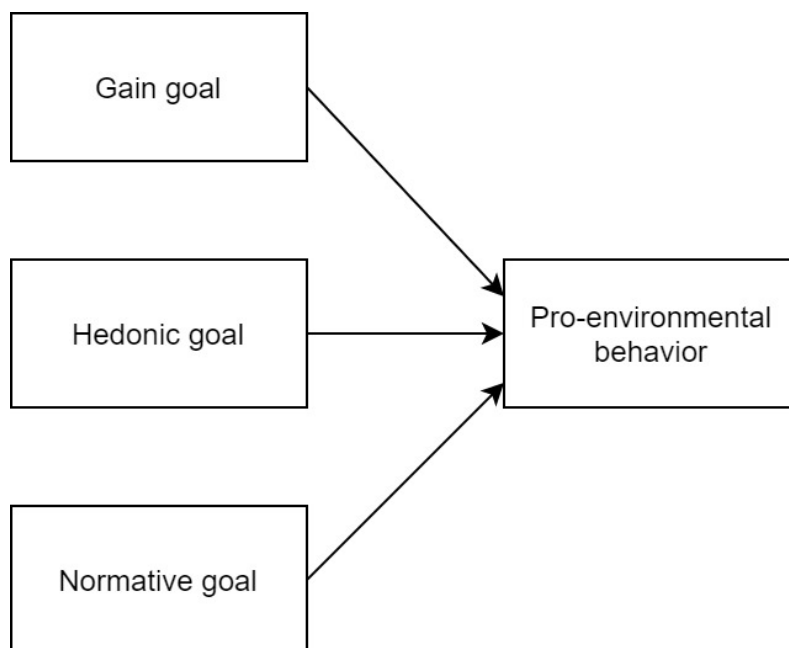 Gain goal
Hedonic goal
Pro-environmental
behavior
Normative goal